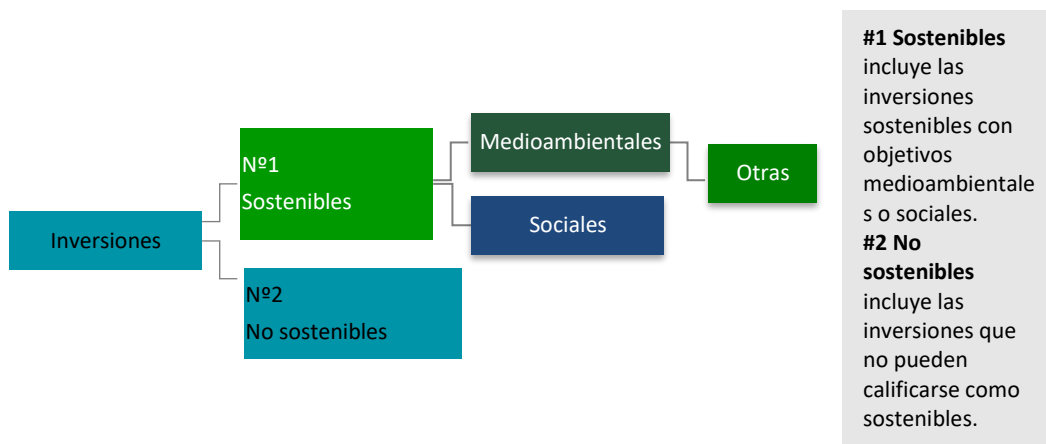 Inversiones
Nº1
Sostenibles
Nº2
No sostenibles
Medioambientales
Sociales
Otras
#1 Sostenibles
incluye las
inversiones
sostenibles con
objetivos
medioambientale
s o sociales.
#2 No
sostenibles
incluye las
inversiones que
no pueden
calificarse como
sostenibles.